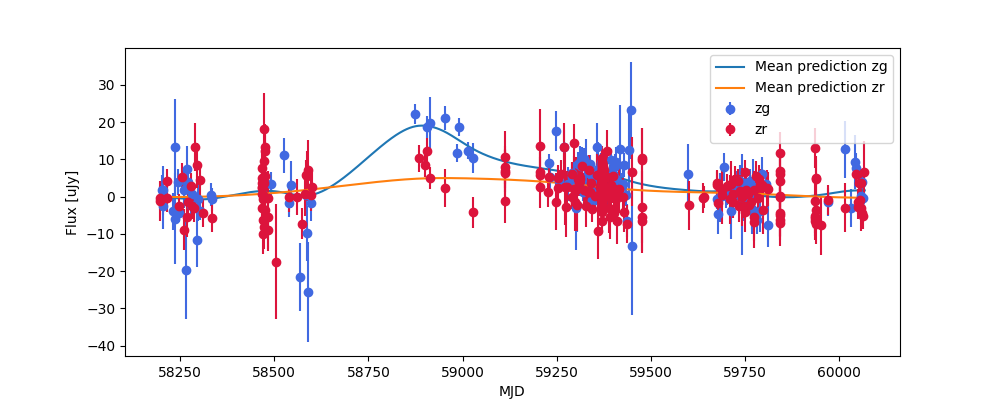 Flux [uJy]
30
20
10
0
−10
−20
−30
−40
58250 58500 58750 59000 59250 59500 59750 60000
MJD
Mean prediction zg
Mean prediction zr
zg
zr